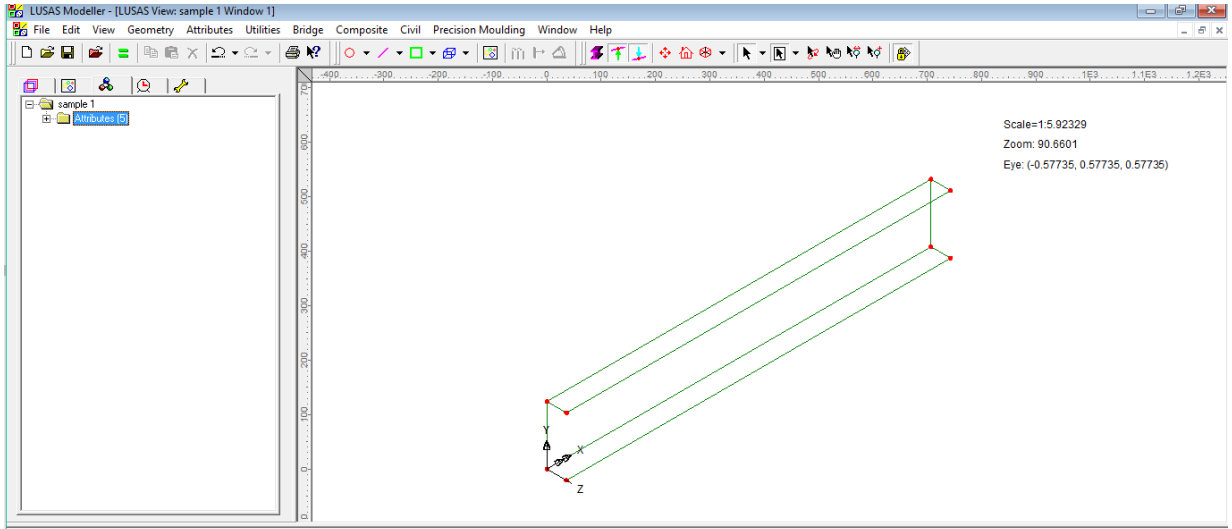 LUSAS Modeller - [LUSAS View: sample 1 Window 1]
File Edit View Geometry Attributes Utilities Bridge Composite Civil Precision Moulding Window Help
-400 -300 -200 -100 0 100 200 300 400 500 600 700 800 900 1E3 1.1E3 1.2E3
sample 1
Attributes (5)
Scale=1:5.92329
Zoom: 90.6601
Eye: (-0.57735, 0.57735, 0.57735)
600
500
400
300
200
100
0
Y
X
Z